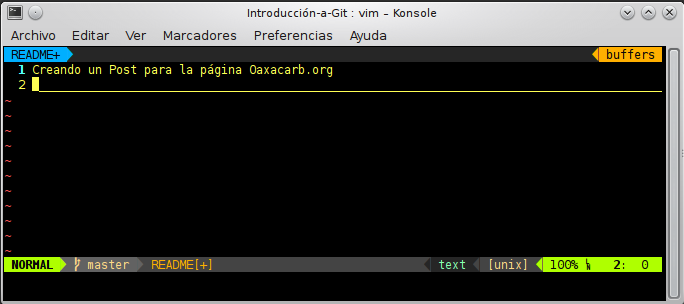 Introducción-a-Git : vim – Konsole
Archivo Editar Ver Marcadores Preferencias Ayuda
README+ buffers
1 Creando un Post para la página Oaxacarb.org
2
~
~
~
~
~
~
~
~
~
~
~
NORMAL master README[+] text [unix] 100% 2: 0